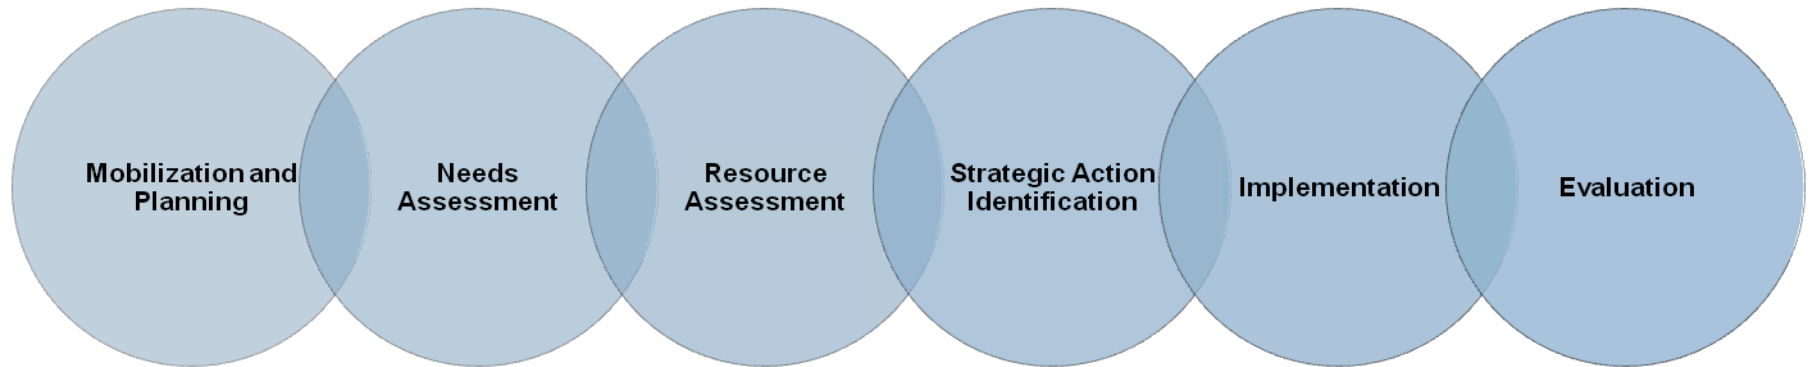 Mobilization and
Planning
Needs
Assessment
Resource
Assessment
Strategic Action
Identification
Implementation
Evaluation